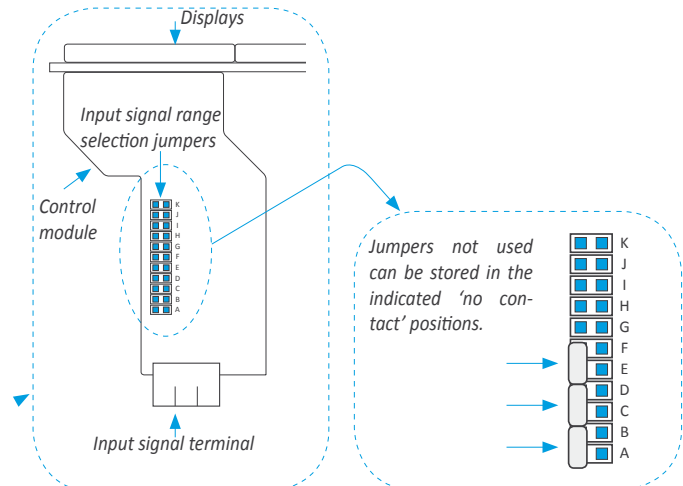 Displays
Input signal range
selection jumpers
Control
module
K
J
I
H
G
F
E
D
C
B
A
Input signal terminal
Jumpers not used
can be stored in the
indicated ‘no con-
tact’ positions.
K
J
I
H
G
F
E
D
C
B
A